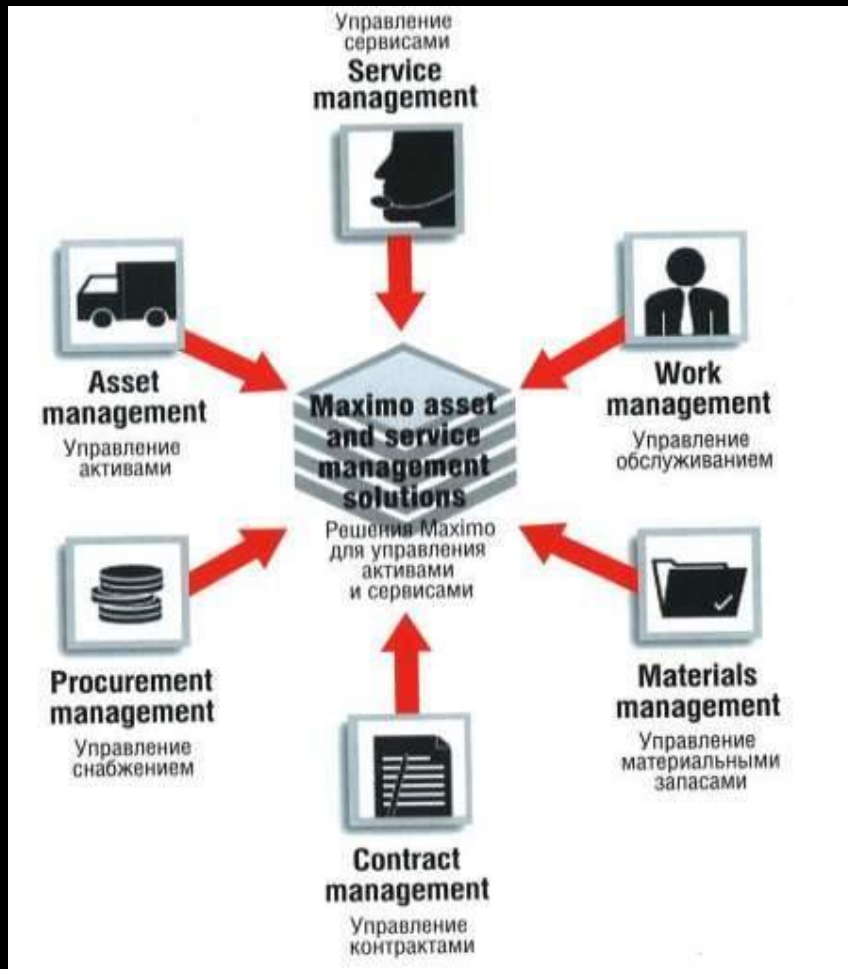 Управление
сервисами
Service
management
Asset
management
Управление
активами
Work
management
Управление
обслуживанием
Maximo asset
and service
management
solutions
Решения Maximo
для управления
активами
и сервисами
Procurement
management
Управление
снабжением
Materials
management
Управление
материальными
запасами
Contract
management
Управление
контрактами